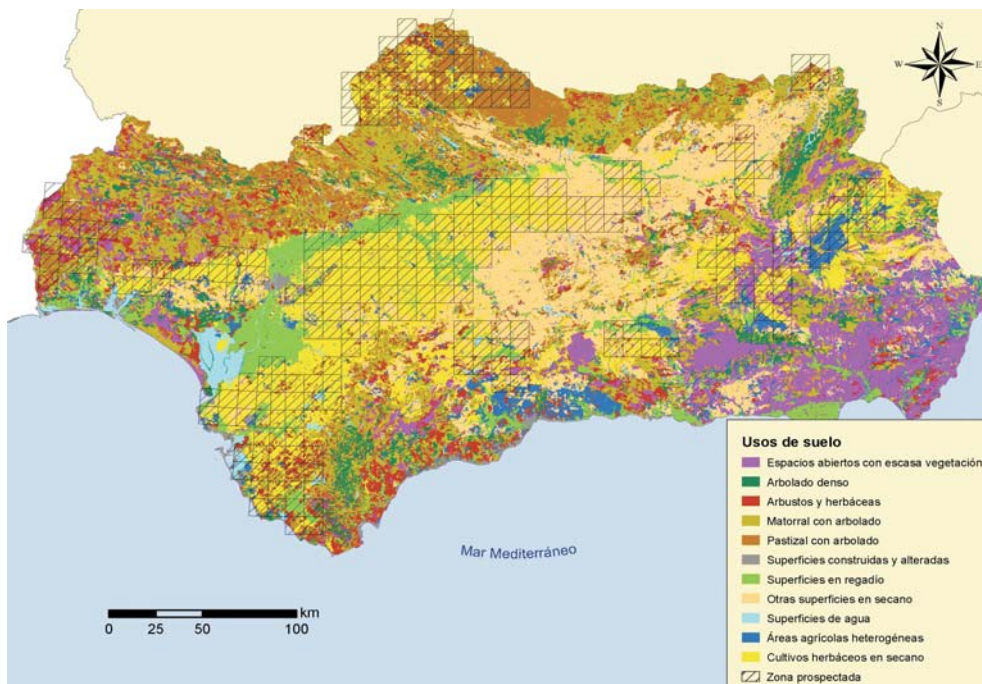 N
W E
S
Usos de suelo
Espacios abiertos con escasa vegetación
Arbolado denso
Arbustos y herbáceas
Matorral con arbolado
Pastizal con arbolado
Superficies construidas y alteradas
Superficies en regadío
Otras superficies en secano
Superficies de agua
Áreas agrícolas heterogéneas
Cultivos herbáceos en secano
Zona prospectada
Mar Mediterráneo
km
0 25 50 100